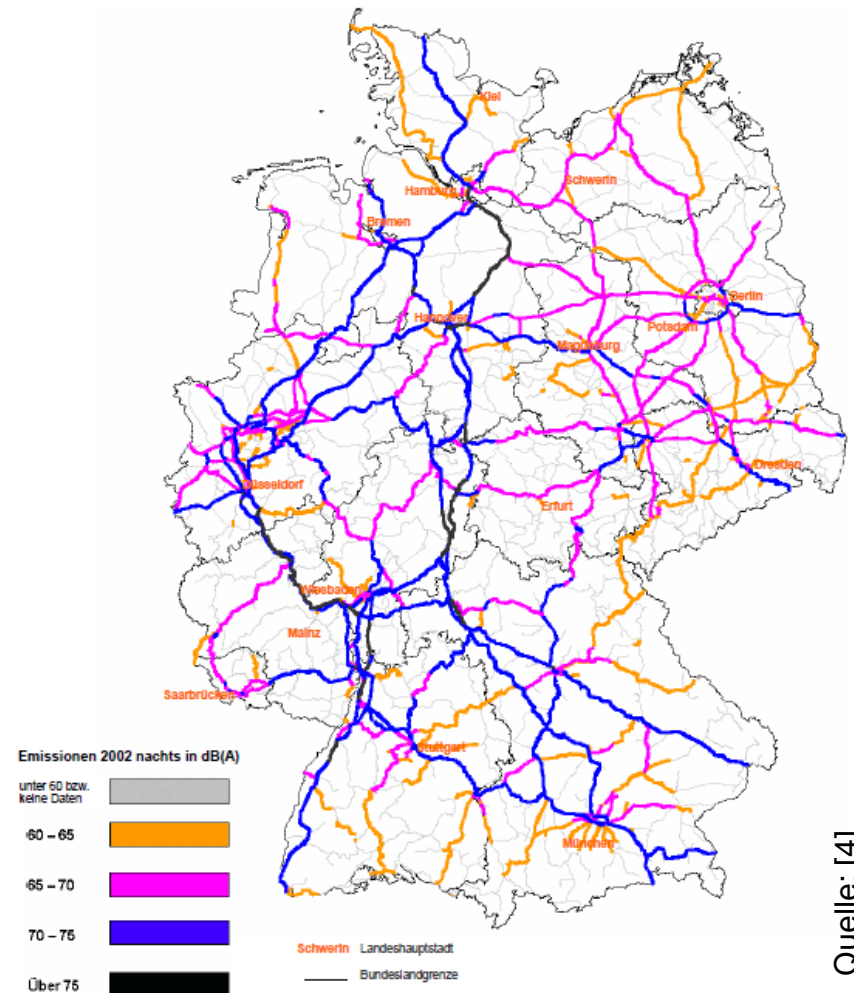 Kiel
Schwerin
Hamburg
Bremen
Berlin
Hannover
Potsdam
Magdeburg
Dresden
Düsseldorf
Erfurt
Wiesbaden
Mainz
Saarbrücken
Stuttgart
München
Emissionen 2002 nachts in dB(A)
unter 60 bzw.
keine Daten
60 – 65
65 – 70
70 – 75
Über 75
Schwerin Landeshauptstadt
Bundeslandgrenze
Quelle: [4]